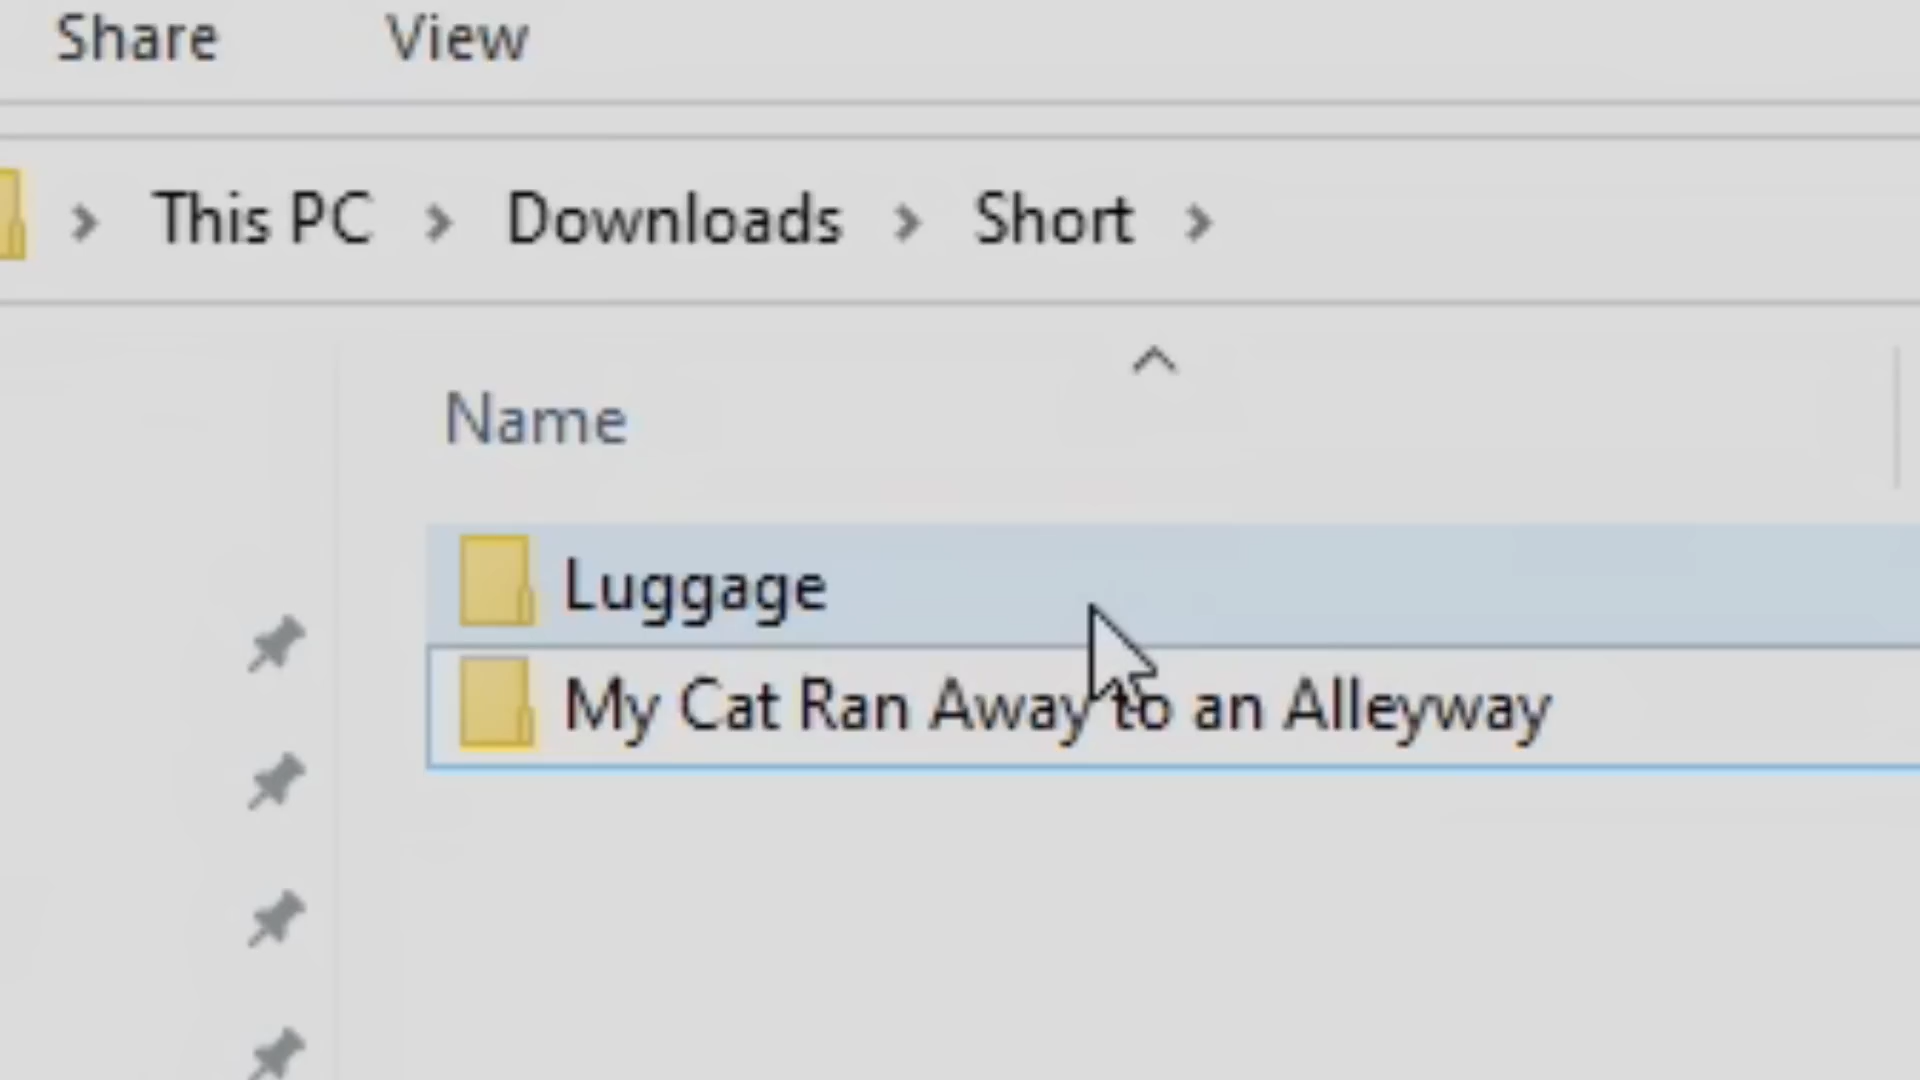 Share View
This PC > Downloads > Short >
Name
Luggage
My Cat Ran Away to an Alleyway